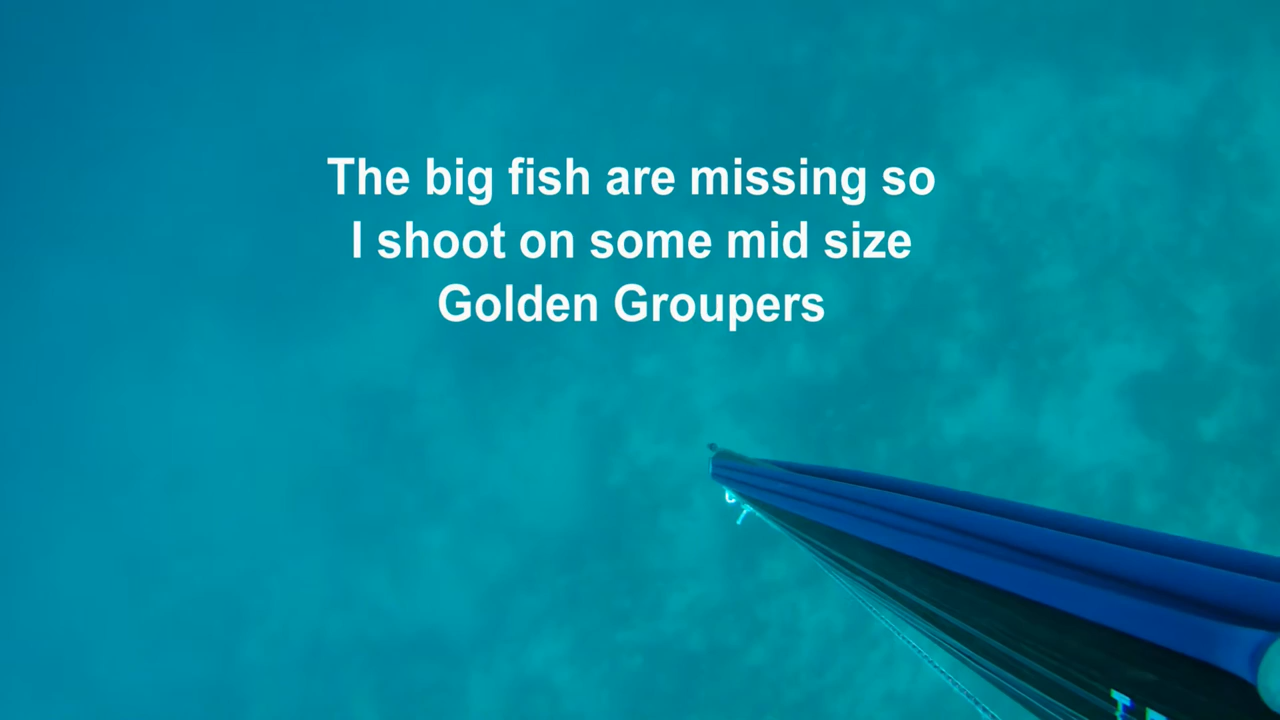 The big fish are missing so
I shoot on some mid size
Golden Groupers